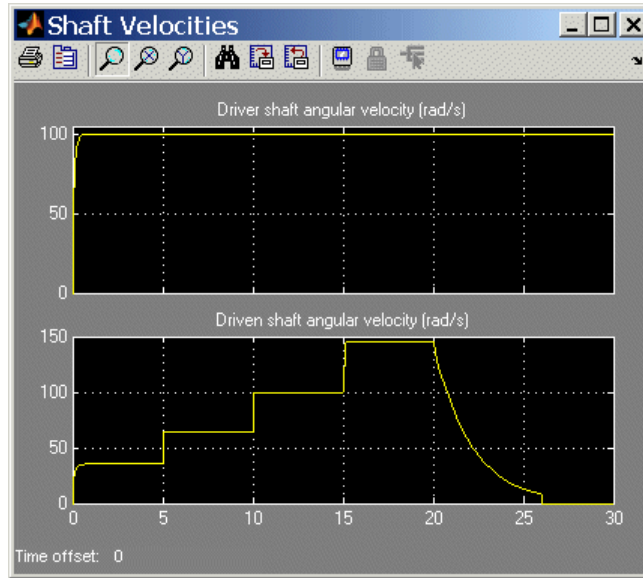 Shaft Velocities
Driver shaft angular velocity (rad/s)
100
50
0
Driven shaft angular velocity (rad/s)
150
100
50
0
0 5 10 15 20 25 30
Time offset: 0